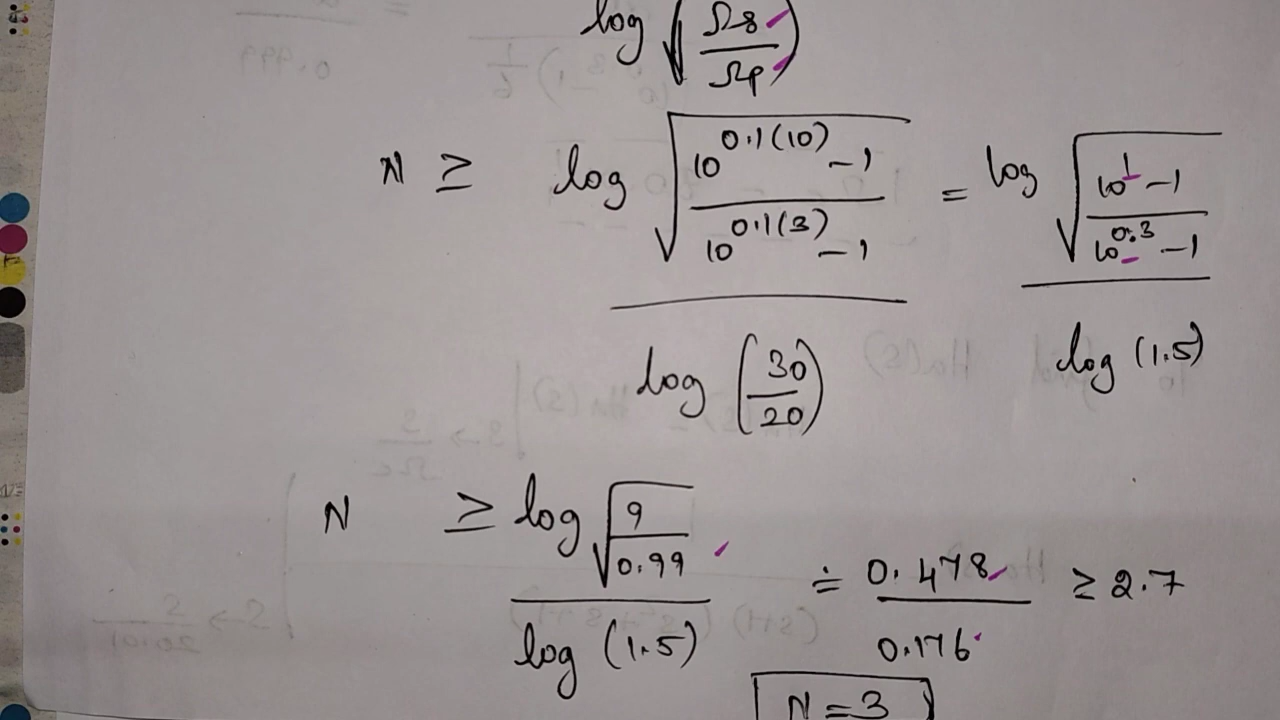 log √(Ωs/Ωp)
N ≥ log √((10^0.1(10) - 1)/(10^0.1(3) - 1)) / log (30/20) = log √((10^1 - 1)/(10^0.3 - 1)) / log (1.5)
N ≥ log √(9/0.99) / log (1.5) = 0.478/0.176 ≥ 2.7
N = 3